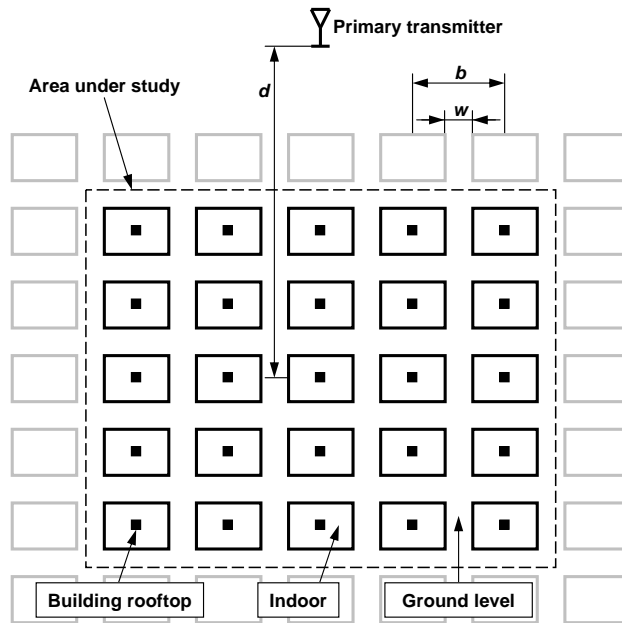 Primary transmitter
Area under study
d
b
w
Building rooftop
Indoor
Ground level